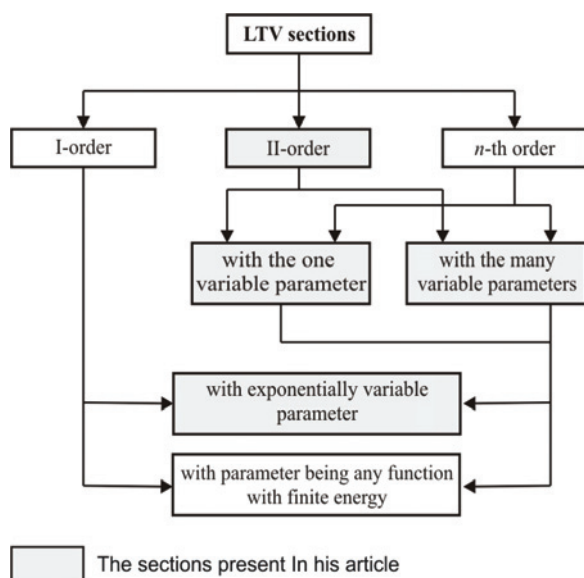 LTV sections
I-order
II-order
n-th order
with the one
variable parameter
with the many
variable parameters
with exponentially variable
parameter
with parameter being any function
with finite energy
The sections present In his article